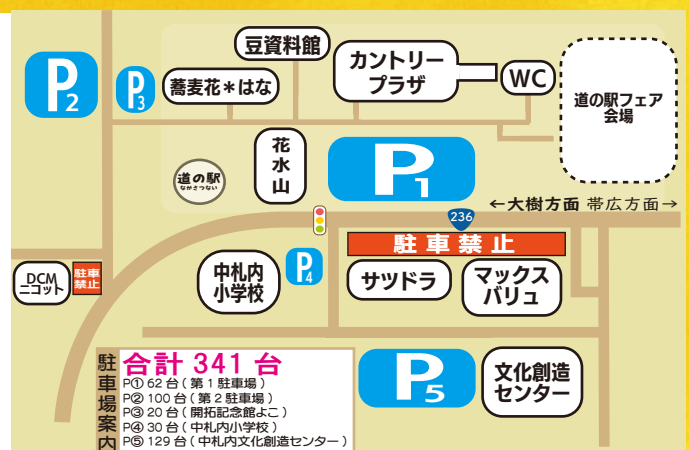 豆資料館
カントリー
プラザ
WC
道の駅フェア
会場
P2
P3
蕎麦花*はな
花水山
P1
道の駅
なかさつない
236
←大樹方面 帯広方面→
駐車禁止
DCM
ニコット
駐車
禁止
中札内
小学校
P4
サツドラ
マックス
バリュ
P5
文化創造
センター
駐車場案内
合計 341 台
P① 62 台 ( 第 1 駐車場 )
P② 100 台 ( 第 2 駐車場 )
P③ 20 台 ( 開拓記念館よこ )
P④ 30 台 ( 中札内小学校 )
P⑤ 129 台 ( 中札内文化創造センター )